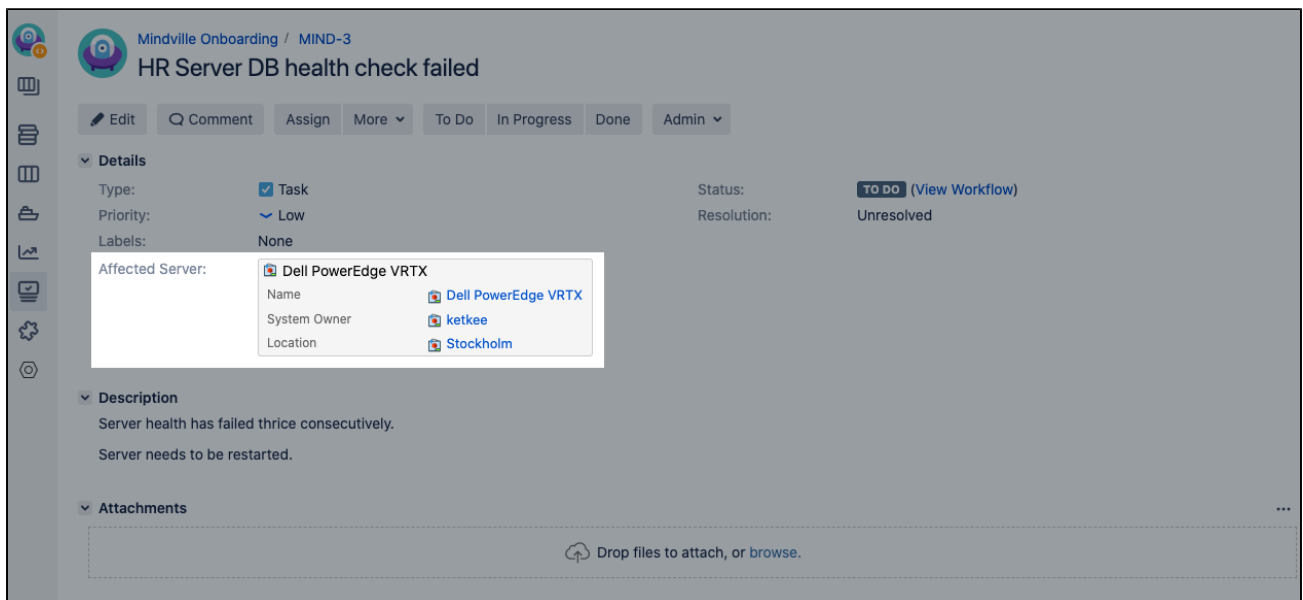 Mindville Onboarding / MIND-3
HR Server DB health check failed
Edit Comment Assign More To Do In Progress Done Admin
Details
Type: Task Status: TO DO (View Workflow)
Priority: Low Resolution: Unresolved
Labels: None
Affected Server: Dell PowerEdge VRTX
Name Dell PowerEdge VRTX
System Owner ketkee
Location Stockholm
Description
Server health has failed thrice consecutively.
Server needs to be restarted.
Attachments
Drop files to attach, or browse.